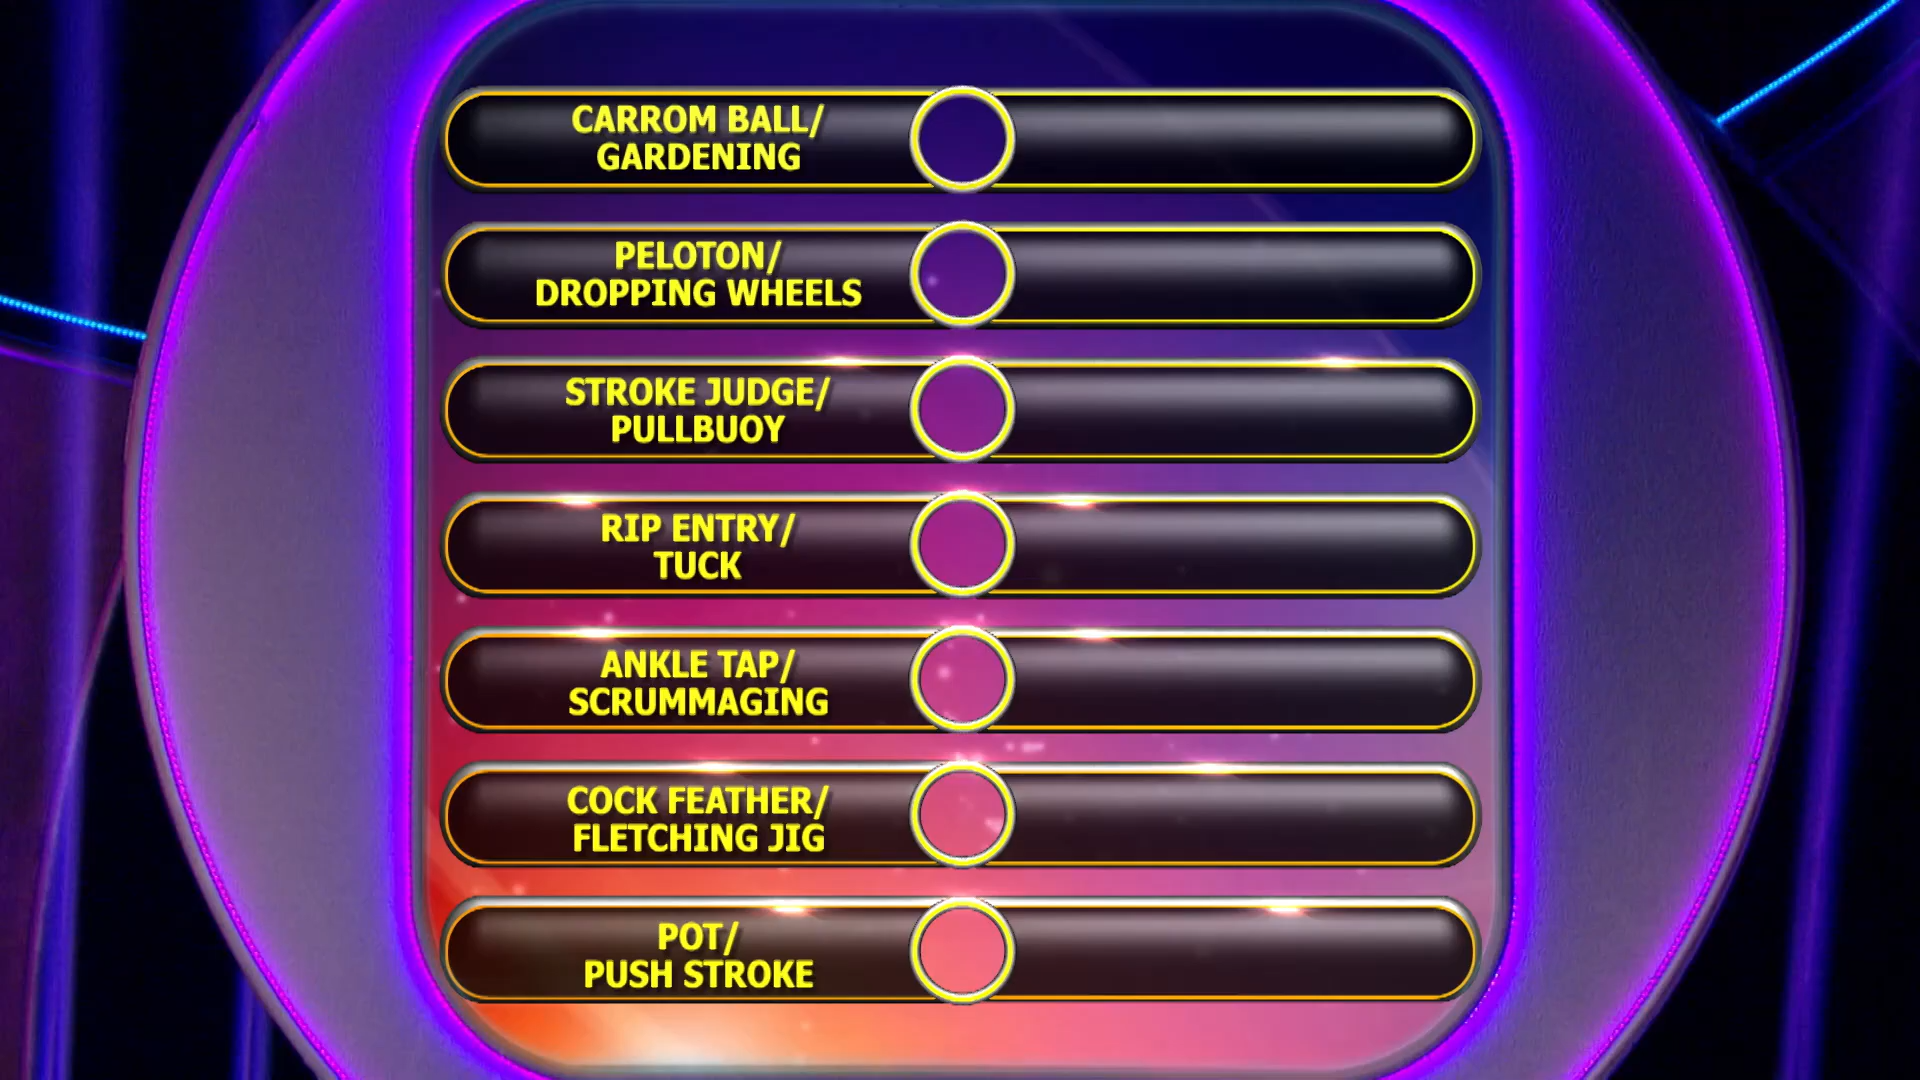 CARROM BALL/
GARDENING
PELOTON/
DROPPING WHEELS
STROKE JUDGE/
PULLBUOY
RIP ENTRY/
TUCK
ANKLE TAP/
SCRUMMAGING
COCK FEATHER/
FLETCHING JIG
POT/
PUSH STROKE